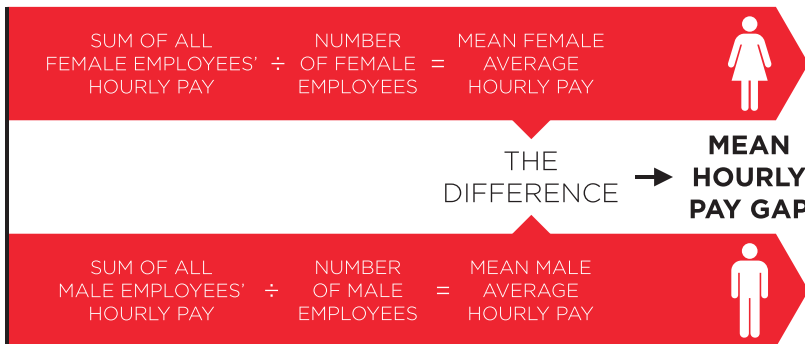 SUM OF ALL
FEMALE EMPLOYEES'
HOURLY PAY
÷
NUMBER
OF FEMALE
EMPLOYEES
=
MEAN FEMALE
AVERAGE
HOURLY PAY
THE
DIFFERENCE
MEAN
HOURLY
PAY GAP
SUM OF ALL
MALE EMPLOYEES'
HOURLY PAY
÷
NUMBER
OF MALE
EMPLOYEES
=
MEAN MALE
AVERAGE
HOURLY PAY